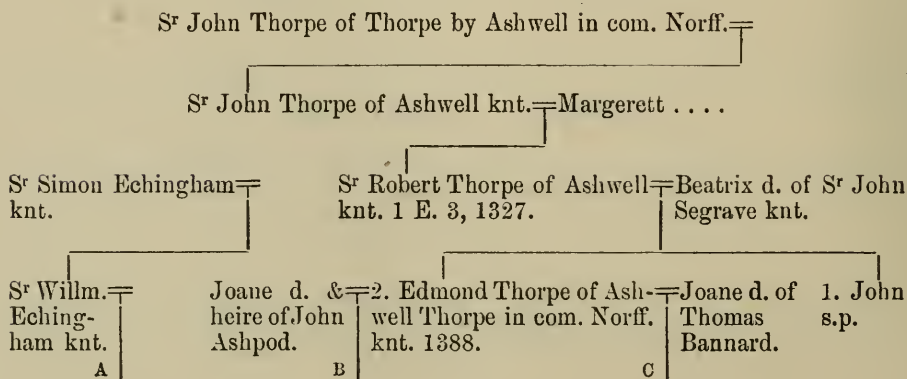 Sʳ John Thorpe of Thorpe by Ashwell in com. Norff.
Sʳ John Thorpe of Ashwell knt.=Margerett . . . .
Sʳ Simon Echingham=
knt.
Sʳ Robert Thorpe of Ashwell=Beatrix d. of Sʳ John
knt. 1 E. 3, 1327.
Segrave knt.
Sʳ Willm.=
Eching-
ham knt.
A
Joane d. &=
heire of John
Ashpod.
B
2. Edmond Thorpe of Ash-
well Thorpe in com. Norff.
knt. 1388.
C
=Joane d. of
Thomas
Bannard.
1. John
s.p.